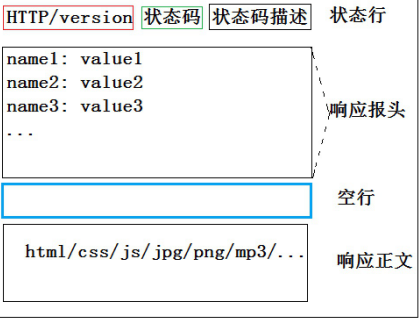 HTTP/version 状态码 状态码描述 状态行
name1: value1
name2: value2
name3: value3
...
响应报头
空行
html/css/js/jpg/png/mp3/...
响应正文